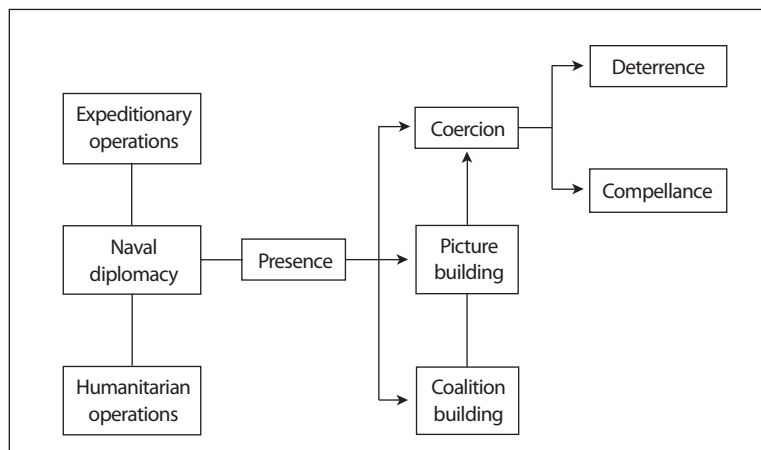 Expeditionary
operations
Naval
diplomacy
Humanitarian
operations
Presence
Coercion
Picture
building
Coalition
building
Deterrence
Compellance